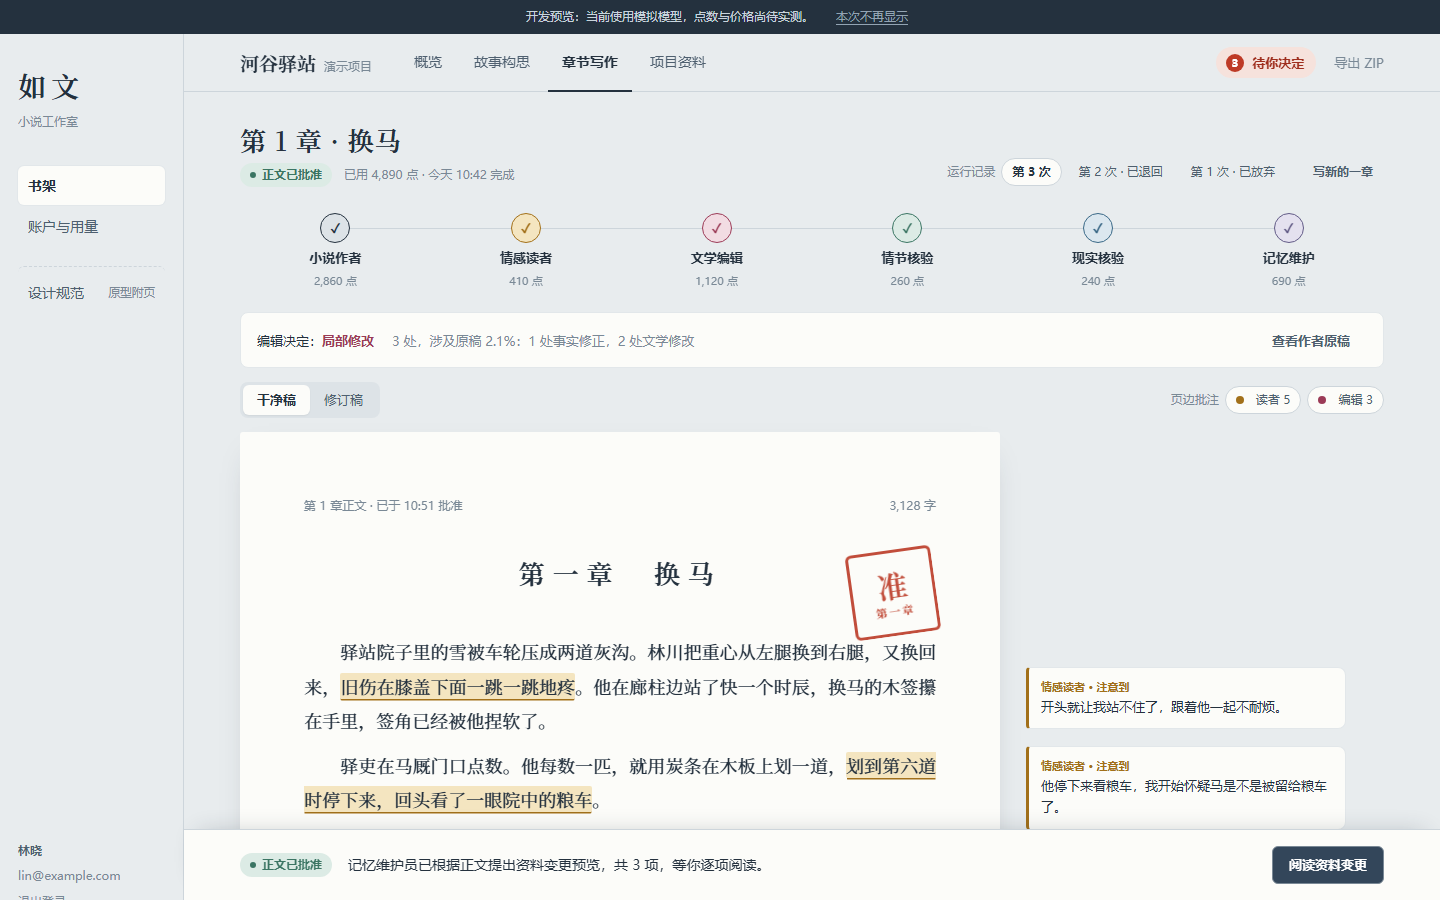 开发预览：当前使用模拟模型，点数与价格尚待实测。 本次不再显示
如文
小说工作室
书架
账户与用量
设计规范 原型附页
林晓
lin@example.com
退出登录
河谷驿站 演示项目 概览 故事构思 章节写作 项目资料 3 待你决定 导出 ZIP
第 1 章 · 换马
正文已批准 已用 4,890 点 · 今天 10:42 完成
运行记录 第 3 次 第 2 次 · 已退回 第 1 次 · 已放弃 写新的一章
小说作者 情感读者 文学编辑 情节核验 现实核验 记忆维护
2,860 点 410 点 1,120 点 260 点 240 点 690 点
编辑决定：局部修改 3 处，涉及原稿 2.1%：1 处事实修正，2 处文学修改 查看作者原稿
干净稿 修订稿 页边批注 读者 5 编辑 3
第 1 章正文 · 已于 10:51 批准 3,128 字
第一章 换马
准
第一章
驿站院子里的雪被车轮压成两道灰沟。林川把重心从左腿换到右腿，又换回
来，旧伤在膝盖下面一跳一跳地疼。他在廊柱边站了快一个时辰，换马的木签攥
在手里，签角已经被他捏软了。
驿吏在马厩门口点数。他每数一匹，就用炭条在木板上划一道，划到第六道
时停下来，回头看了一眼院中的粮车。
情感读者 • 注意到
开头就让我站不住了，跟着他一起不耐烦。
情感读者 • 注意到
他停下来看粮车，我开始怀疑马是不是被留给粮车
了。
正文已批准 记忆维护员已根据正文提出资料变更预览，共 3 项，等你逐项阅读。 阅读资料变更